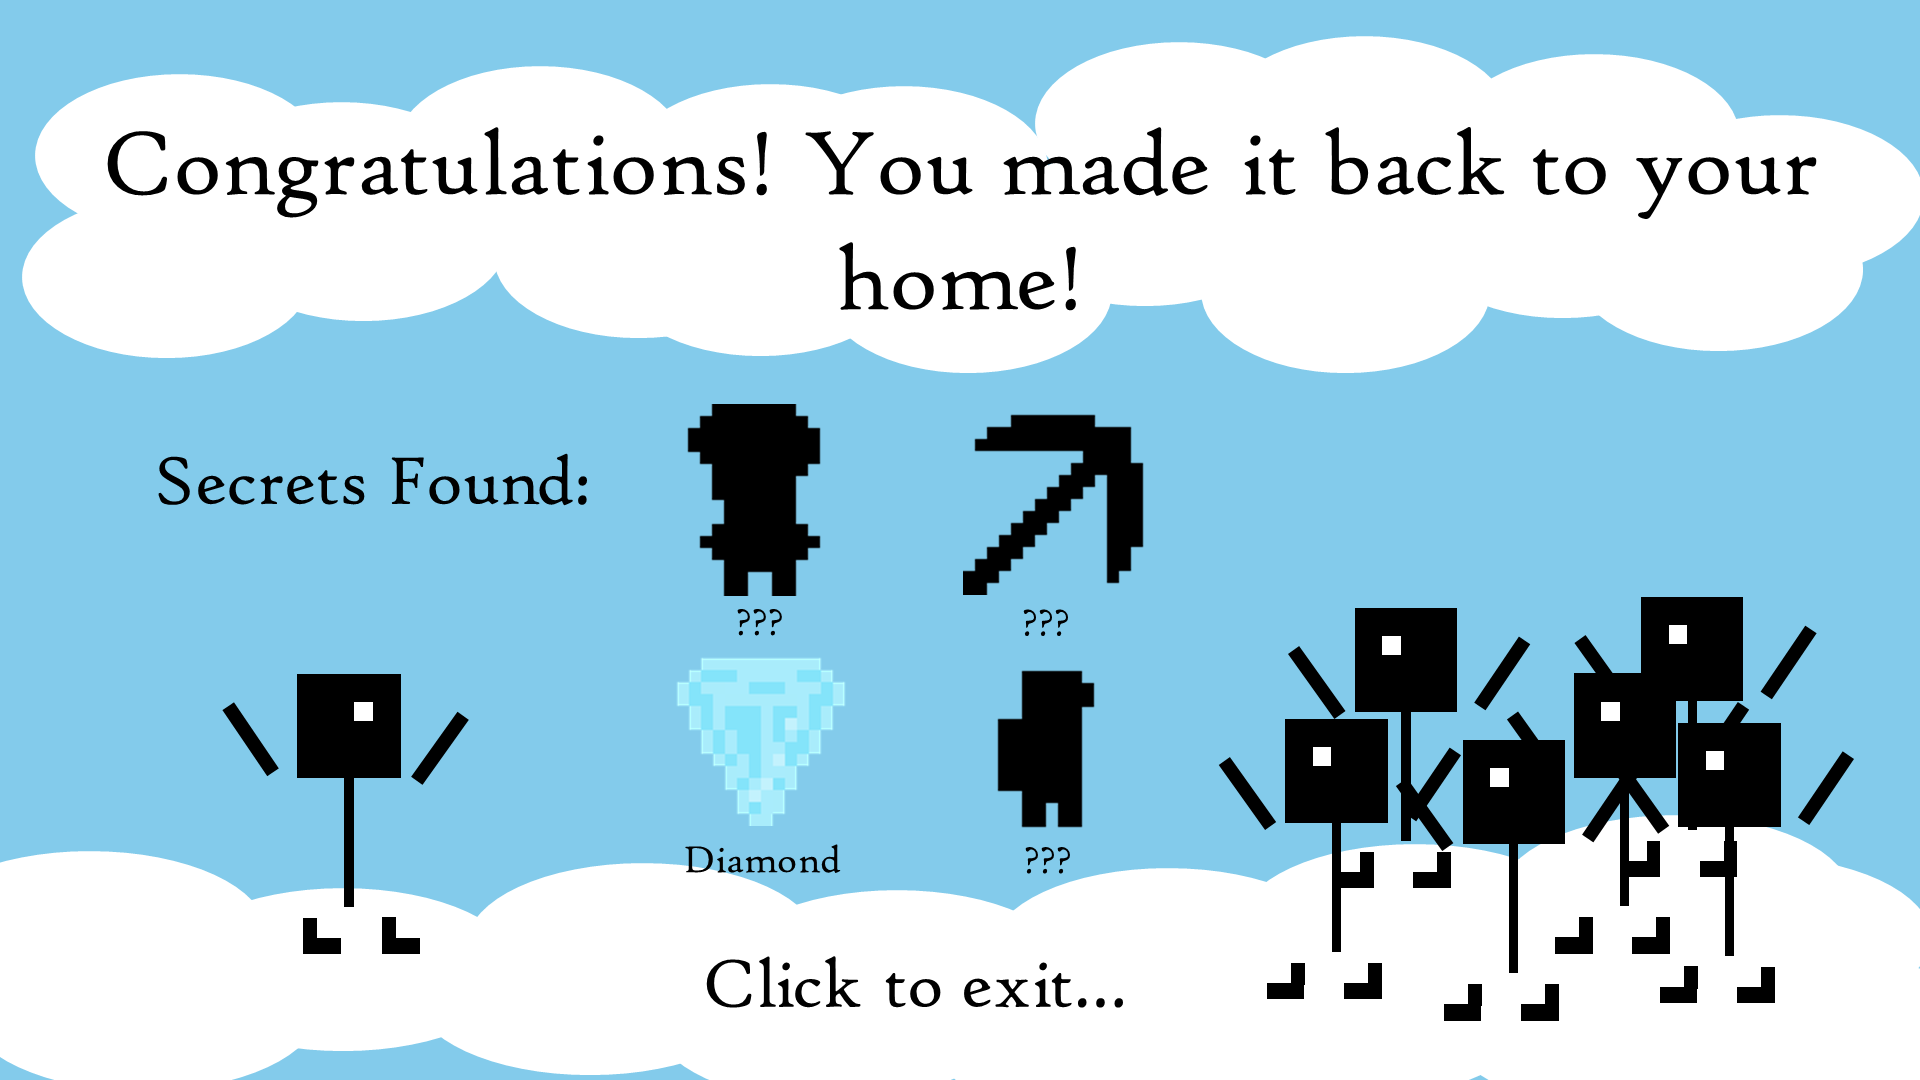 Congratulations! You made it back to your
home!
Secrets Found:
??? ???
Diamond ???
Click to exit...